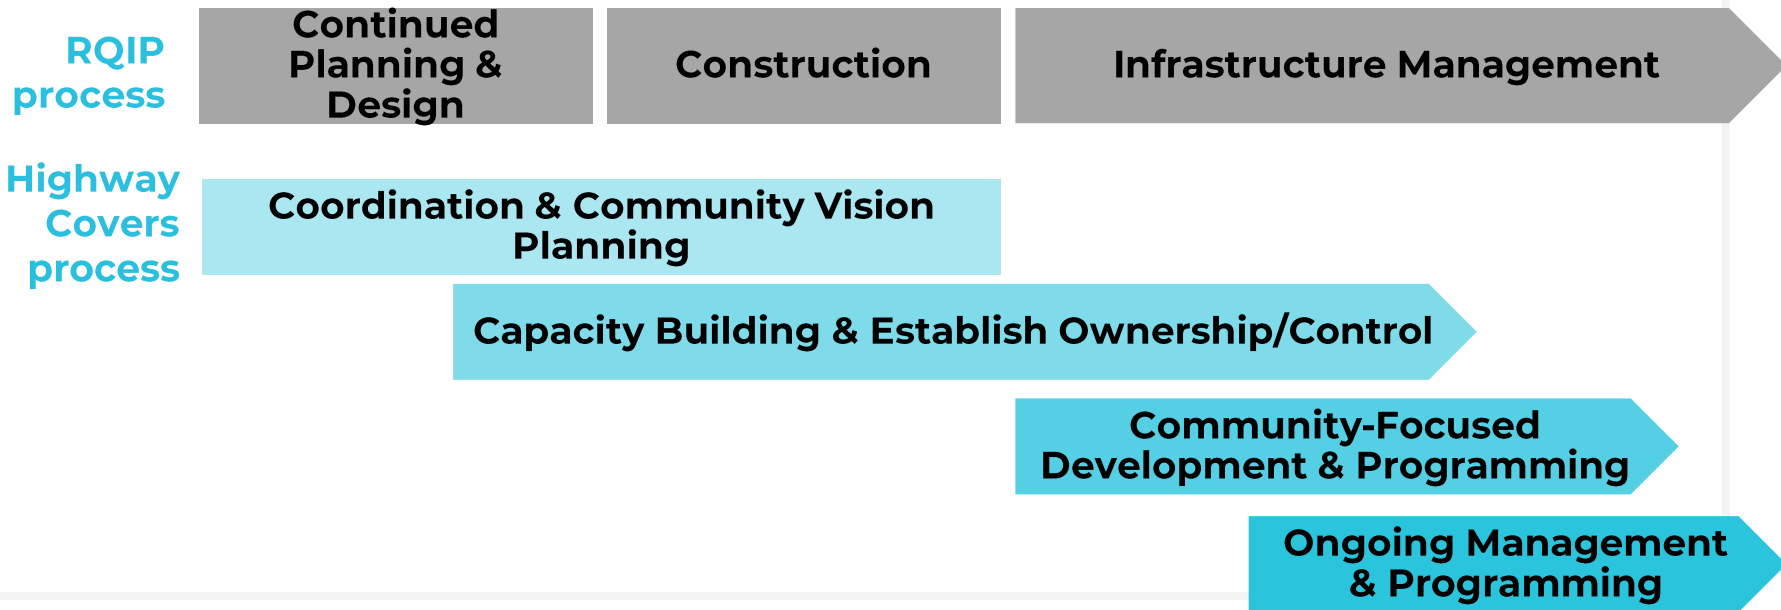 RQIP
process
Continued
Planning &
Design
Construction
Infrastructure Management
Highway
Covers
process
Coordination & Community Vision
Planning
Capacity Building & Establish Ownership/Control
Community-Focused
Development & Programming
Ongoing Management
& Programming